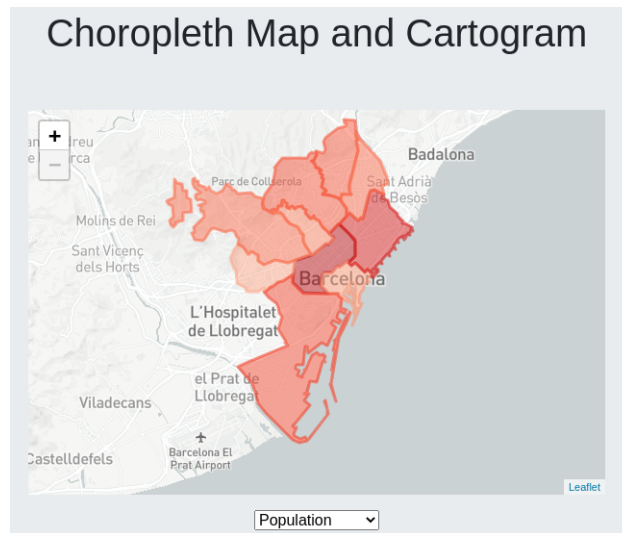 Choropleth Map and Cartogram
+
−
Badalona
Parc de Collserola
Sant Adrià
de Besòs
Molins de Rei
Sant Vicenç
dels Horts
Barcelona
L'Hospitalet
de Llobregat
el Prat de
Llobregat
Viladecans
Barcelona El
Prat Airport
Castelldefels
Leaflet
Population